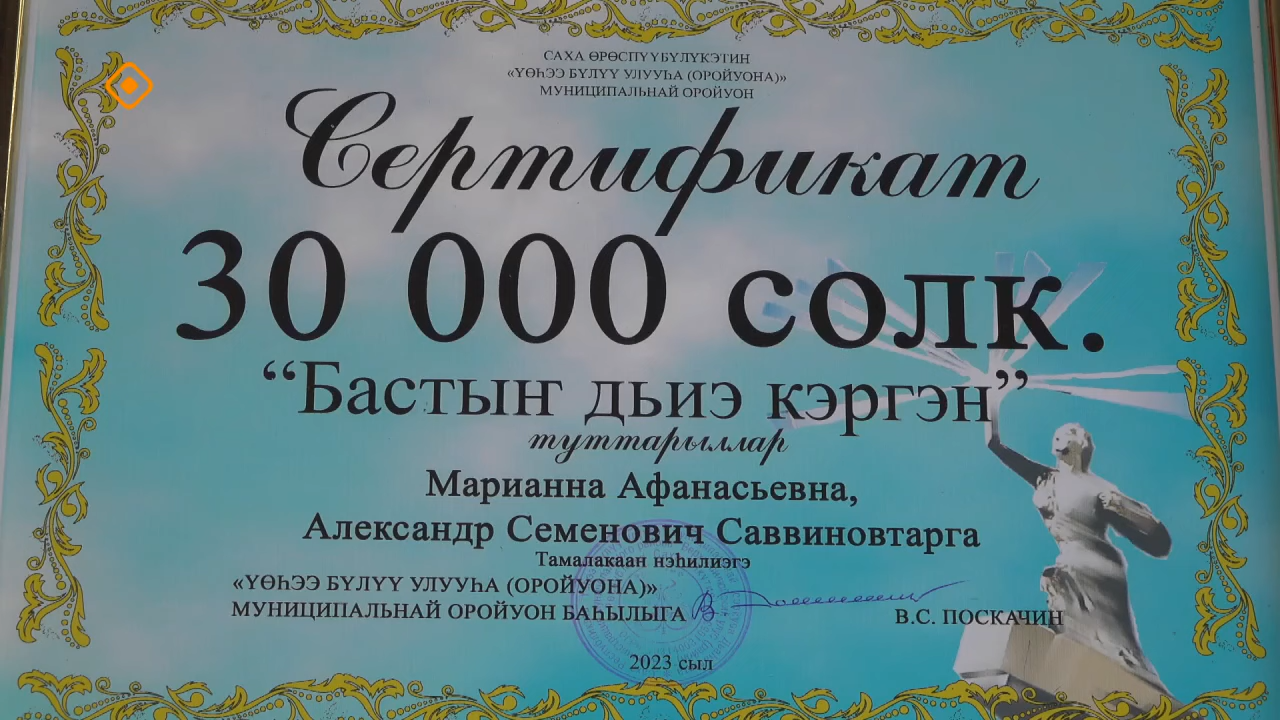 САХА ӨРӨСПҮҮБҮЛҮКЭТИН
«ҮӨҺЭЭ БҮЛҮҮ УЛУУҺА (ОРОЙУОНА)»
МУНИЦИПАЛЬНАЙ ОРОЙУОН
Сертификат
30 000 солк.
“Бастыҥ дьиэ кэргэн”
туттарыллар
Марианна Афанасьевна,
Александр Семенович Саввиновтарга
Тамалакаан нэһилиэгэ
«ҮӨҺЭЭ БҮЛҮҮ УЛУУҺА (ОРОЙУОНА)»
МУНИЦИПАЛЬНАЙ ОРОЙУОН БАҺЫЛЫГА
В.С. ПОСКАЧИН
2023 сыл